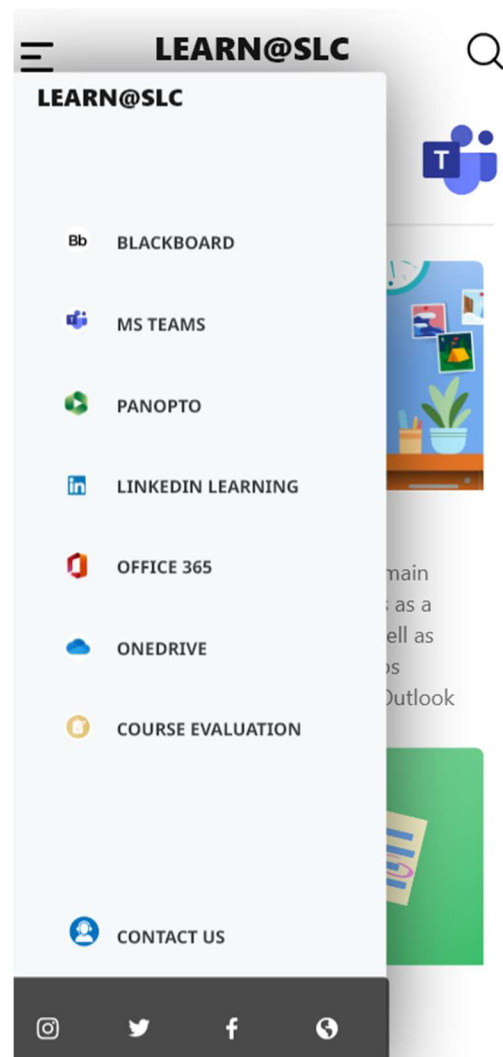 LEARN@SLC
LEARN@SLC
T
Bb BLACKBOARD
MS TEAMS
PANOPTO
in LINKEDIN LEARNING
OFFICE 365
main
as a
ONEDRIVE
ell as
Outlook
COURSE EVALUATION
CONTACT US